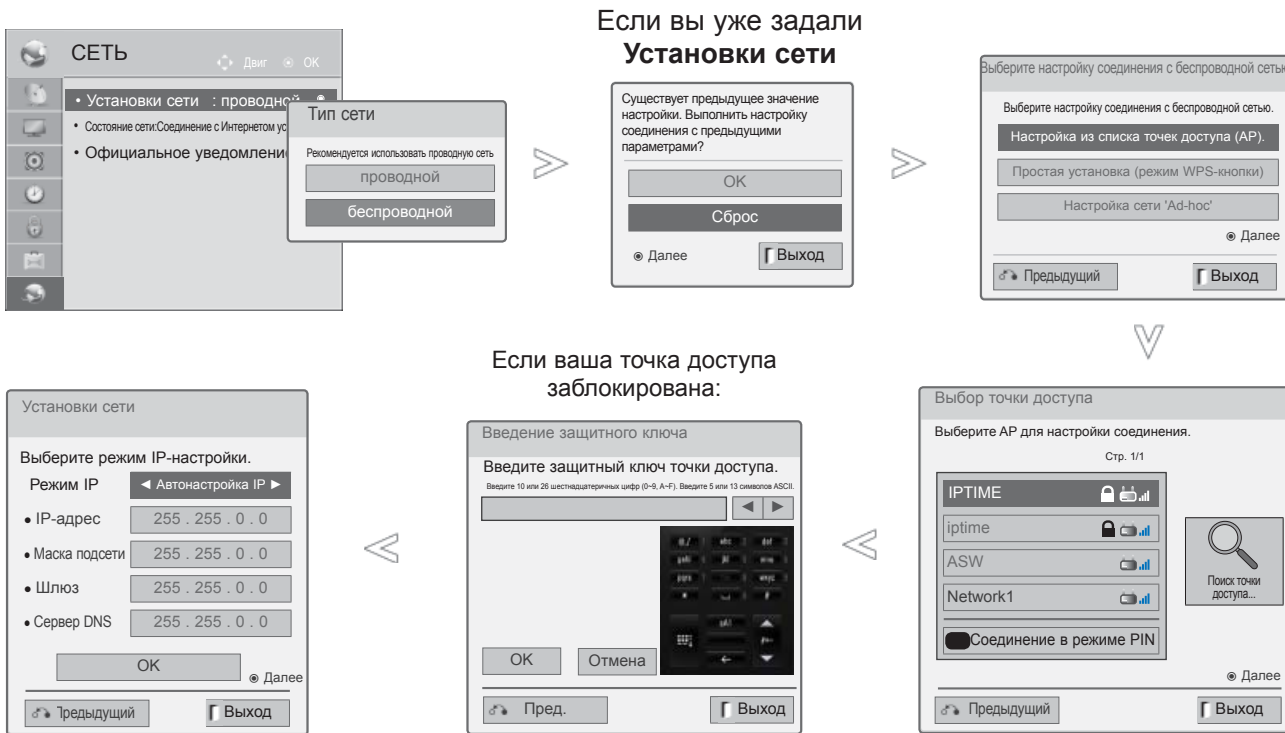 Если вы уже задали
Установки сети
СЕТЬ
Двиг OK
• Установки сети : проводной
• Состояние сети:Соединение с Интернетом ус
• Официальное уведомлени
Тип сети
Рекомендуется использовать проводную сеть
проводной
беспроводной
Существует предыдущее значение
настройки. Выполнить настройку
соединения с предыдущими
параметрами?
OK
Сброс
Далее
Выход
Выберите настройку соединения с беспроводной сетью
Выберите настройку соединения с беспроводной сетью.
Настройка из списка точек доступа (AP).
Простая установка (режим WPS-кнопки)
Настройка сети 'Ad-hoc'
Далее
Предыдущий
Выход
Выбор точки доступа
Выберите AP для настройки соединения.
Стр. 1/1
IPTIME
iptime
ASW
Network1
Соединение в режиме PIN
Поиск точки
доступа...
Далее
Предыдущий
Выход
Если ваша точка доступа
заблокирована:
Введение защитного ключа
Введите защитный ключ точки доступа.
Введите 10 или 26 шестнадцатеричных цифр (0~9, A~F). Введите 5 или 13 символов ASCII.
◄ ►
OK
Отмена
Пред.
Выход
Установки сети
Выберите режим IP-настройки.
Режим IP ◄ Автонастройка IP ►
• IP-адрес 255 . 255 . 0 . 0
• Маска подсети 255 . 255 . 0 . 0
• Шлюз 255 . 255 . 0 . 0
• Сервер DNS 255 . 255 . 0 . 0
OK
Далее
Предыдущий
Выход